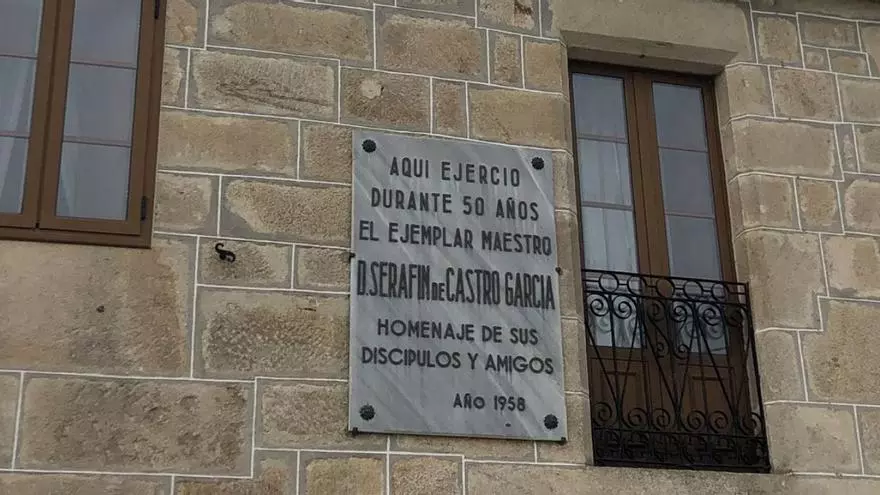 AQUI EJERCIO
DURANTE 50 AÑOS
EL EJEMPLAR MAESTRO
D.SERAFIN DE CASTRO GARCIA
HOMENAJE DE SUS
DISCIPULOS Y AMIGOS
AÑO 1958